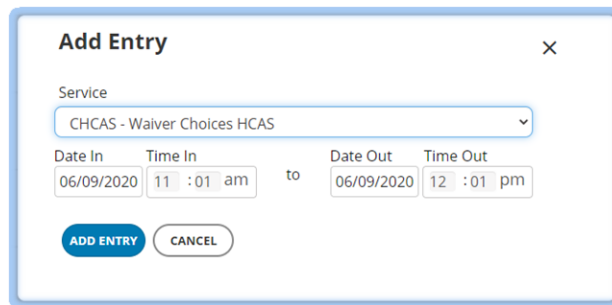 Add Entry
Service
CHCAS - Waiver Choices HCAS
Date In Time In Date Out Time Out
06/09/2020 11 : 01 am to 06/09/2020 12 : 01 pm
ADD ENTRY CANCEL